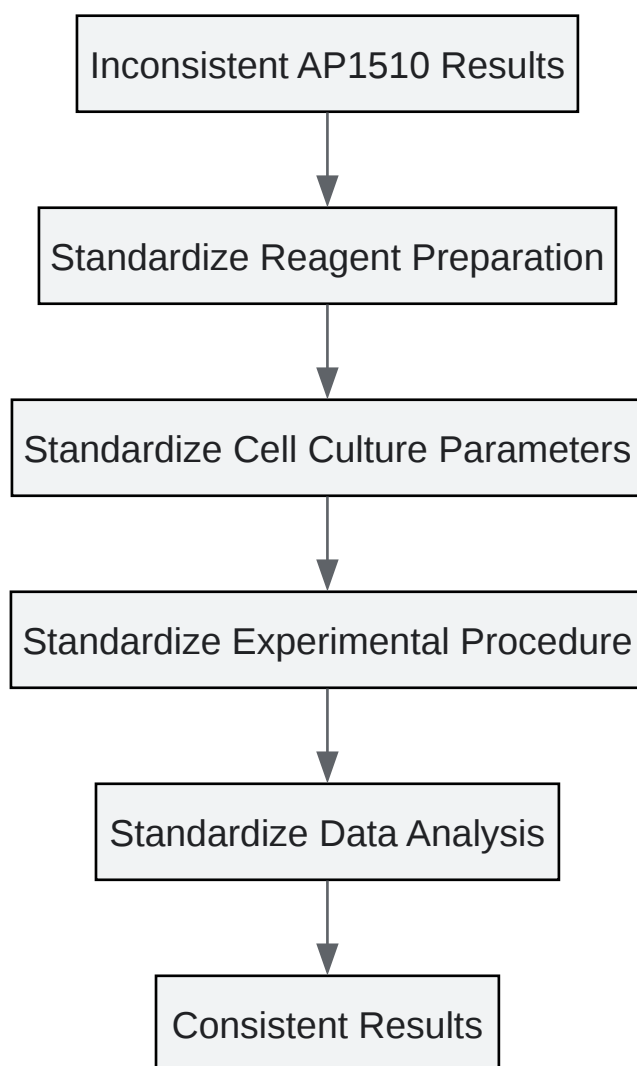 Inconsistent AP1510 Results
Standardize Reagent Preparation
Standardize Cell Culture Parameters
Standardize Experimental Procedure
Standardize Data Analysis
Consistent Results